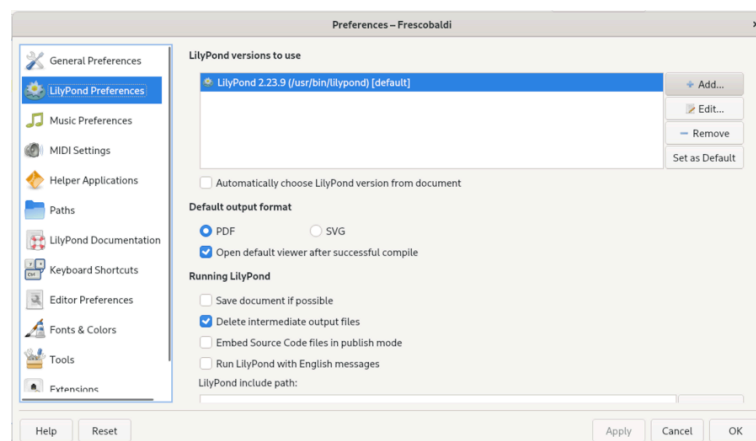 Preferences – Frescobaldi
General Preferences
LilyPond Preferences
Music Preferences
MIDI Settings
Helper Applications
Paths
LilyPond Documentation
Keyboard Shortcuts
Editor Preferences
Fonts & Colors
Tools
Extensions
LilyPond versions to use
LilyPond 2.23.9 (/usr/bin/lilypond) [default]
Add...
Edit...
Remove
Set as Default
Automatically choose LilyPond version from document
Default output format
PDF SVG
Open default viewer after successful compile
Running LilyPond
Save document if possible
Delete intermediate output files
Embed Source Code files in publish mode
Run LilyPond with English messages
LilyPond include path:
Help Reset Apply Cancel OK